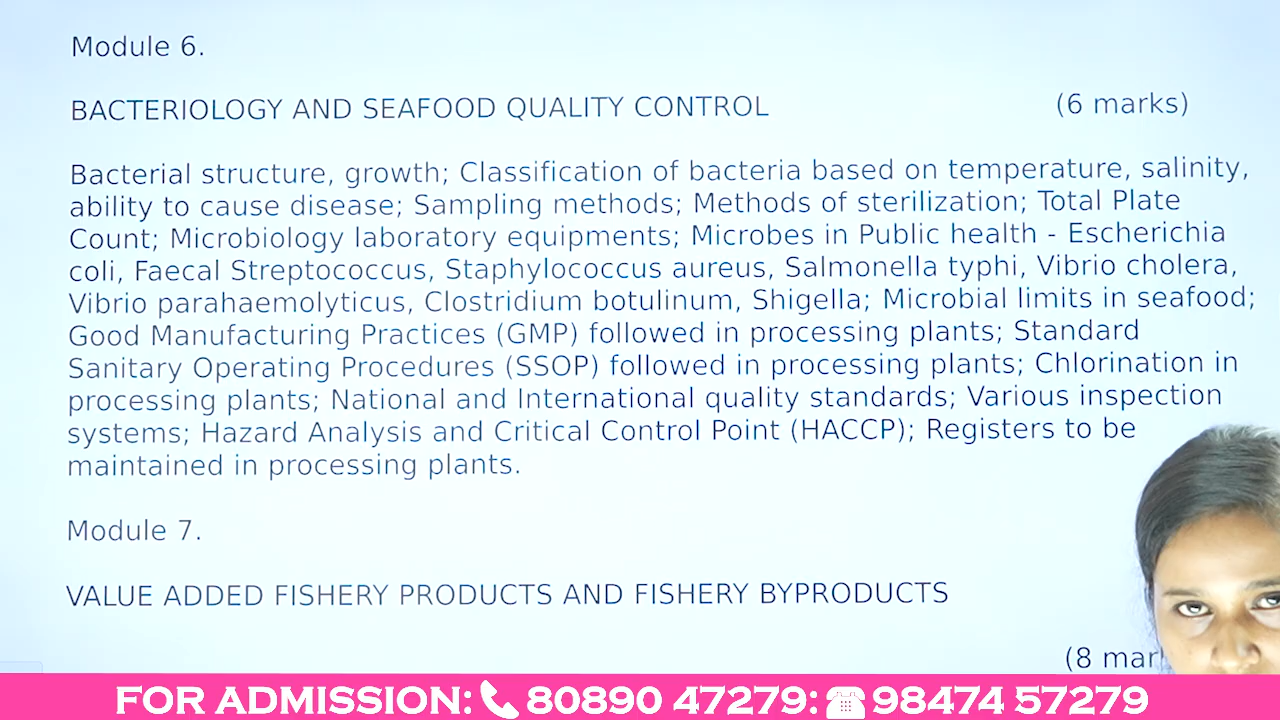 Module 6.
BACTERIOLOGY AND SEAFOOD QUALITY CONTROL (6 marks)
Bacterial structure, growth; Classification of bacteria based on temperature, salinity,
ability to cause disease; Sampling methods; Methods of sterilization; Total Plate
Count; Microbiology laboratory equipments; Microbes in Public health - Escherichia
coli, Faecal Streptococcus, Staphylococcus aureus, Salmonella typhi, Vibrio cholera,
Vibrio parahaemolyticus, Clostridium botulinum, Shigella; Microbial limits in seafood;
Good Manufacturing Practices (GMP) followed in processing plants; Standard
Sanitary Operating Procedures (SSOP) followed in processing plants; Chlorination in
processing plants; National and International quality standards; Various inspection
systems; Hazard Analysis and Critical Control Point (HACCP); Registers to be
maintained in processing plants.
Module 7.
VALUE ADDED FISHERY PRODUCTS AND FISHERY BYPRODUCTS
(8 mar
FOR ADMISSION: 80890 47279: 98474 57279